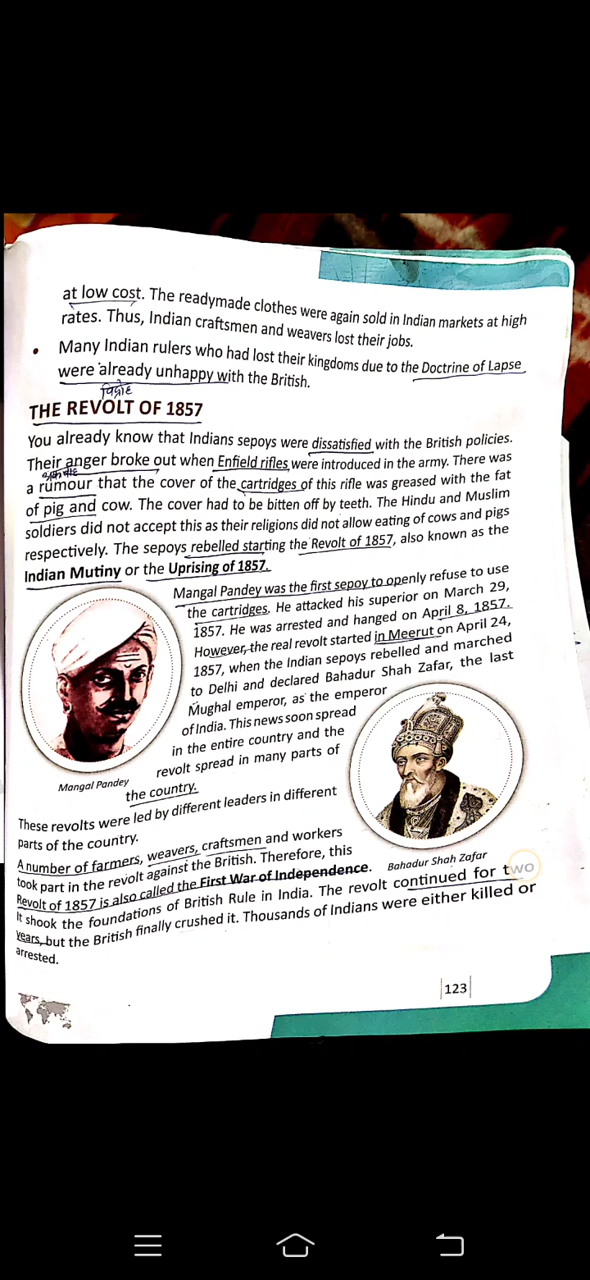 at low cost. The readymade clothes were again sold in Indian markets at high
rates. Thus, Indian craftsmen and weavers lost their jobs.
• Many Indian rulers who had lost their kingdoms due to the Doctrine of Lapse
were already unhappy with the British.
विद्रोह
THE REVOLT OF 1857
You already know that Indians sepoys were dissatisfied with the British policies.
Their anger broke out when Enfield rifles were introduced in the army. There was
a rumour that the cover of the cartridges of this rifle was greased with the fat
of pig and cow. The cover had to be bitten off by teeth. The Hindu and Muslim
soldiers did not accept this as their religions did not allow eating of cows and pigs
respectively. The sepoys rebelled starting the Revolt of 1857, also known as the
Indian Mutiny or the Uprising of 1857.
Mangal Pandey was the first sepoy to openly refuse to use
the cartridges. He attacked his superior on March 29,
1857. He was arrested and hanged on April 8, 1857.
However, the real revolt started in Meerut on April 24,
1857, when the Indian sepoys rebelled and marched
to Delhi and declared Bahadur Shah Zafar, the last
Mughal emperor, as the emperor
of India. This news soon spread
in the entire country and the
revolt spread in many parts of
the country.
Mangal Pandey
These revolts were led by different leaders in different
parts of the country.
A number of farmers, weavers, craftsmen and workers
took part in the revolt against the British. Therefore, this
Revolt of 1857 is also called the First War of Independence.
Bahadur Shah Zafar
It shook the foundations of British Rule in India. The revolt continued for two
years, but the British finally crushed it. Thousands of Indians were either killed or
arrested.
123